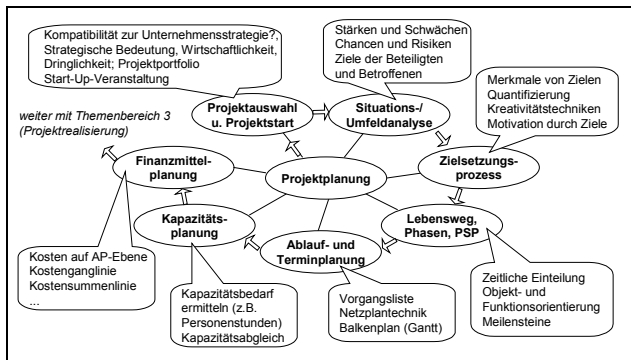 Kompatibilität zur Unternehmensstrategie?,
Strategische Bedeutung, Wirtschaftlichkeit,
Dringlichkeit; Projektportfolio
Start-Up-Veranstaltung
Stärken und Schwächen
Chancen und Risiken
Ziele der Beteiligten
und Betroffenen
Merkmale von Zielen
Quantifizierung
Kreativitätstechniken
Motivation durch Ziele
weiter mit Themenbereich 3
(Projektrealisierung)
Projektauswahl
u. Projektstart
Situations-/
Umfeldanalyse
Finanzmittel-
planung
Projektplanung
Zielsetzungs-
prozess
Kapazitäts-
planung
Ablauf- und
Terminplanung
Lebensweg,
Phasen, PSP
Kosten auf AP-Ebene
Kostenganglinie
Kostensummenlinie
...
Kapazitätsbedarf
ermitteln (z.B.
Personenstunden)
Kapazitätsabgleich
Vorgangsliste
Netzplantechnik
Balkenplan (Gantt)
Zeitliche Einteilung
Objekt- und
Funktionsorientierung
Meilensteine